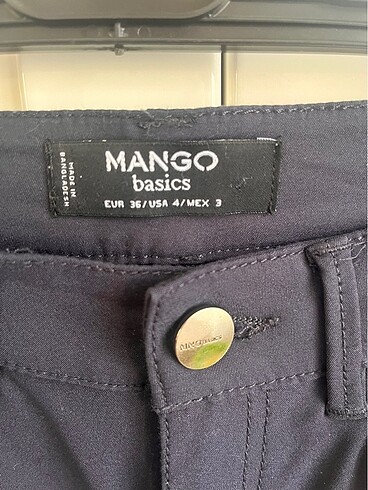 MANGO
basics
EUR 36/USA 4/MEX 3
MADE IN
BANGLADESH